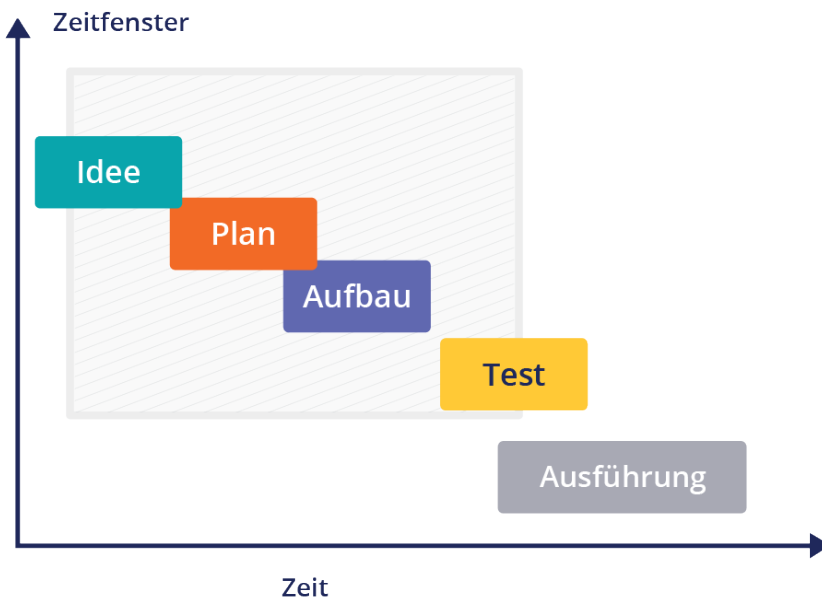 Zeitfenster
Idee
Plan
Aufbau
Test
Ausführung
Zeit